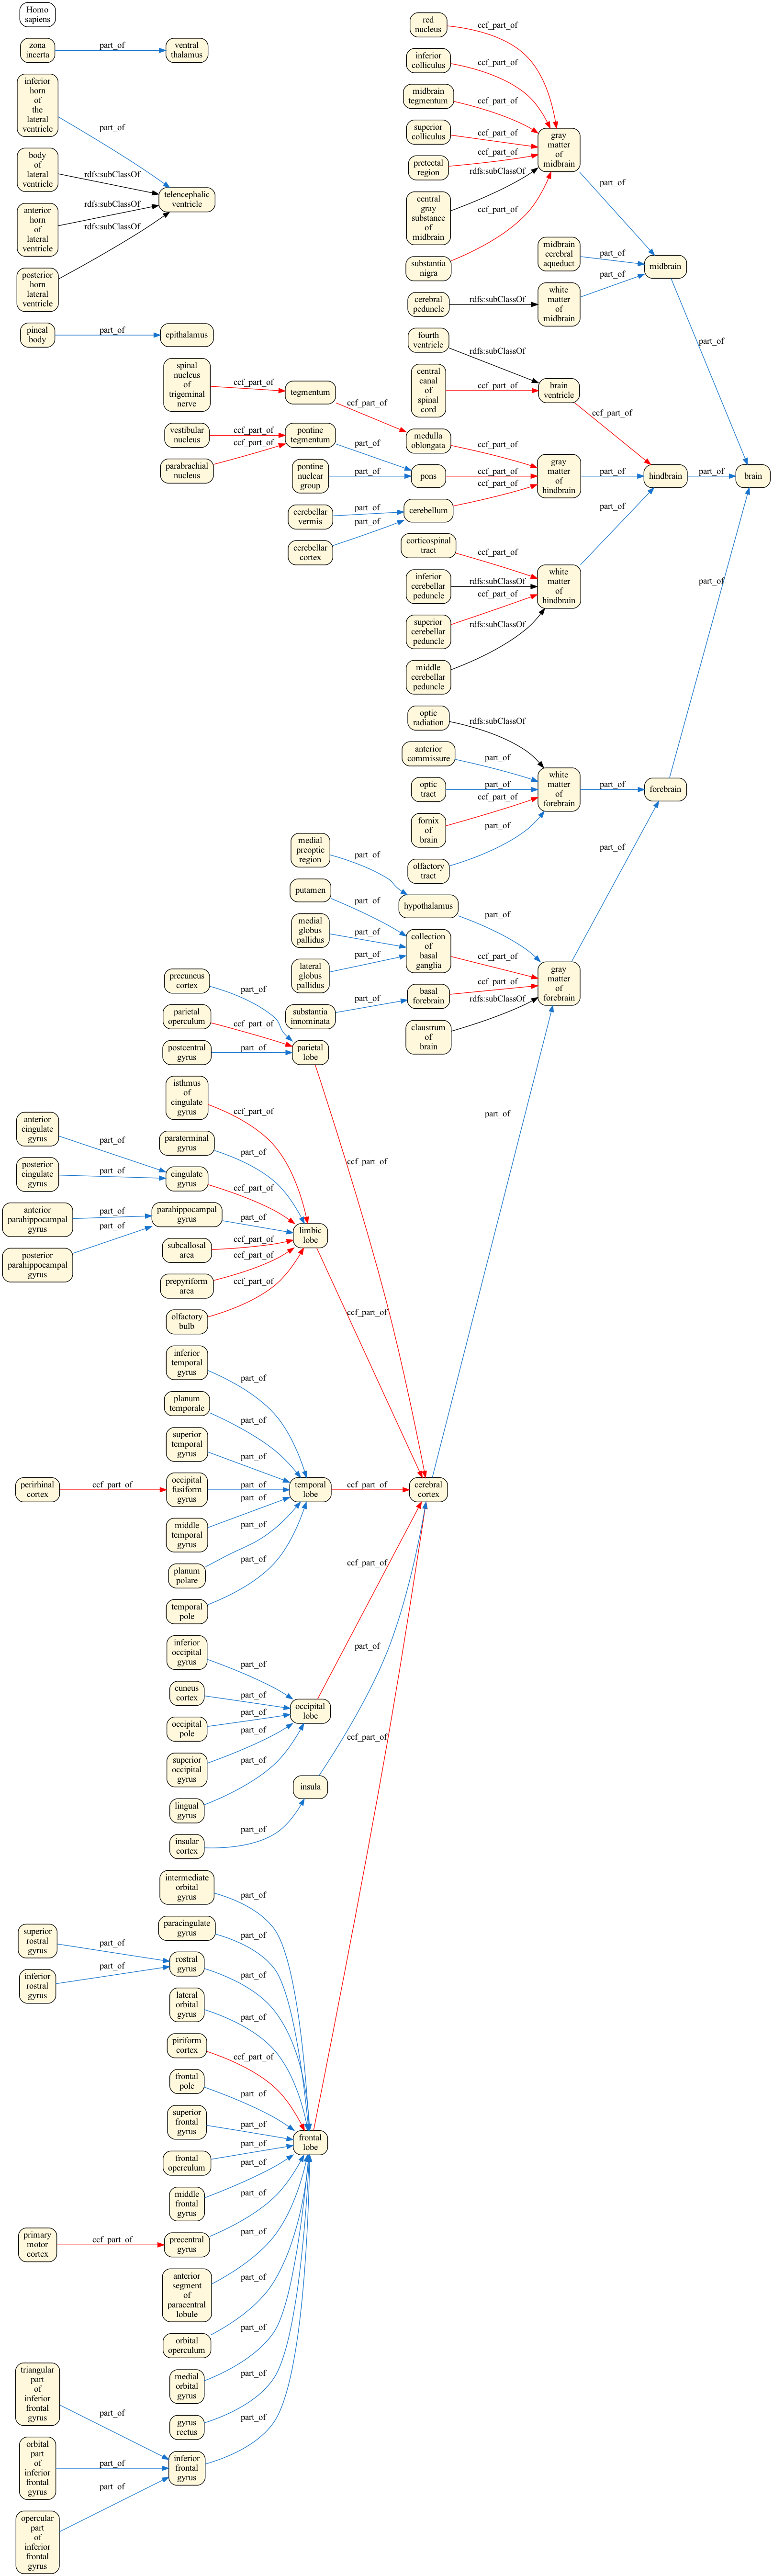 Homo
sapiens
zona
incerta
part_of
ventral
thalamus
inferior
horn
of
the
lateral
ventricle
part_of
body
of
lateral
ventricle
rdfs:subClassOf
telencephalic
ventricle
anterior
horn
of
lateral
ventricle
rdfs:subClassOf
posterior
horn
lateral
ventricle
rdfs:subClassOf
pineal
body
part_of
epithalamus
red
nucleus
ccf_part_of
inferior
colliculus
ccf_part_of
midbrain
tegmentum
ccf_part_of
superior
colliculus
ccf_part_of
pretectal
region
ccf_part_of
central
gray
substance
of
midbrain
rdfs:subClassOf
substantia
nigra
ccf_part_of
gray
matter
of
midbrain
part_of
midbrain
cerebral
aqueduct
part_of
cerebral
peduncle
rdfs:subClassOf
white
matter
of
midbrain
part_of
midbrain
part_of
fourth
ventricle
rdfs:subClassOf
central
canal
of
spinal
cord
ccf_part_of
brain
ventricle
ccf_part_of
spinal
nucleus
of
trigeminal
nerve
ccf_part_of
tegmentum
ccf_part_of
medulla
oblongata
ccf_part_of
vestibular
nucleus
ccf_part_of
parabrachial
nucleus
ccf_part_of
pontine
tegmentum
part_of
pontine
nuclear
group
part_of
pons
ccf_part_of
cerebellar
vermis
part_of
cerebellar
cortex
part_of
cerebellum
ccf_part_of
gray
matter
of
hindbrain
part_of
hindbrain
part_of
brain
corticospinal
tract
ccf_part_of
inferior
cerebellar
peduncle
rdfs:subClassOf
superior
cerebellar
peduncle
ccf_part_of
middle
cerebellar
peduncle
rdfs:subClassOf
white
matter
of
hindbrain
part_of
optic
radiation
rdfs:subClassOf
anterior
commissure
part_of
optic
tract
part_of
fornix
of
brain
ccf_part_of
olfactory
tract
part_of
white
matter
of
forebrain
part_of
forebrain
part_of
medial
preoptic
region
part_of
hypothalamus
part_of
putamen
part_of
medial
globus
pallidus
part_of
lateral
globus
pallidus
part_of
collection
of
basal
ganglia
ccf_part_of
substantia
innominata
part_of
basal
forebrain
ccf_part_of
claustrum
of
brain
rdfs:subClassOf
gray
matter
of
forebrain
part_of
precuneus
cortex
part_of
parietal
operculum
ccf_part_of
postcentral
gyrus
part_of
parietal
lobe
ccf_part_of
isthmus
of
cingulate
gyrus
ccf_part_of
paraterminal
gyrus
part_of
anterior
cingulate
gyrus
part_of
posterior
cingulate
gyrus
part_of
cingulate
gyrus
ccf_part_of
anterior
parahippocampal
gyrus
part_of
posterior
parahippocampal
gyrus
part_of
parahippocampal
gyrus
part_of
subcallosal
area
ccf_part_of
prepyriform
area
ccf_part_of
olfactory
bulb
ccf_part_of
limbic
lobe
ccf_part_of
inferior
temporal
gyrus
part_of
planum
temporale
part_of
superior
temporal
gyrus
part_of
perirhinal
cortex
ccf_part_of
occipital
fusiform
gyrus
part_of
middle
temporal
gyrus
part_of
planum
polare
part_of
temporal
pole
part_of
temporal
lobe
ccf_part_of
cerebral
cortex
part_of
inferior
occipital
gyrus
part_of
cuneus
cortex
part_of
occipital
pole
part_of
superior
occipital
gyrus
part_of
lingual
gyrus
part_of
occipital
lobe
ccf_part_of
insular
cortex
part_of
insula
part_of
intermediate
orbital
gyrus
part_of
paracingulate
gyrus
part_of
superior
rostral
gyrus
part_of
inferior
rostral
gyrus
part_of
rostral
gyrus
part_of
lateral
orbital
gyrus
part_of
piriform
cortex
ccf_part_of
frontal
pole
part_of
superior
frontal
gyrus
part_of
frontal
operculum
part_of
middle
frontal
gyrus
part_of
frontal
lobe
ccf_part_of
primary
motor
cortex
ccf_part_of
precentral
gyrus
part_of
anterior
segment
of
paracentral
lobule
part_of
orbital
operculum
part_of
medial
orbital
gyrus
part_of
gyrus
rectus
part_of
triangular
part
of
inferior
frontal
gyrus
part_of
orbital
part
of
inferior
frontal
gyrus
part_of
opercular
part
of
inferior
frontal
gyrus
part_of
inferior
frontal
gyrus
part_of